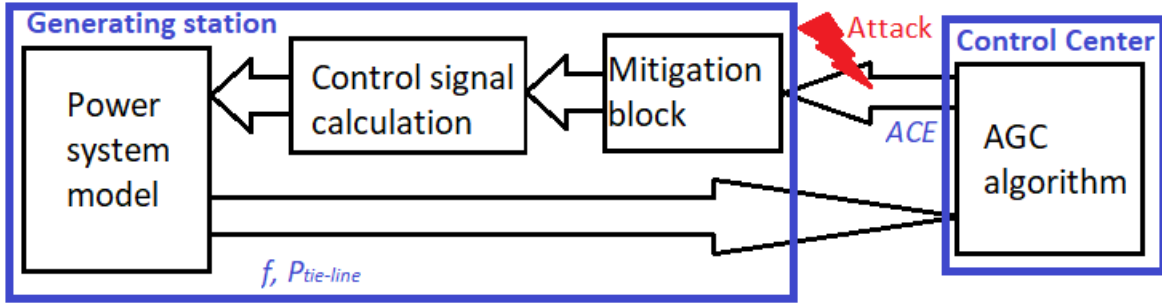 Generating station
Attack
Control Center
Power
system
model
Control signal
calculation
Mitigation
block
ACE
AGC
algorithm
f, Ptie-line